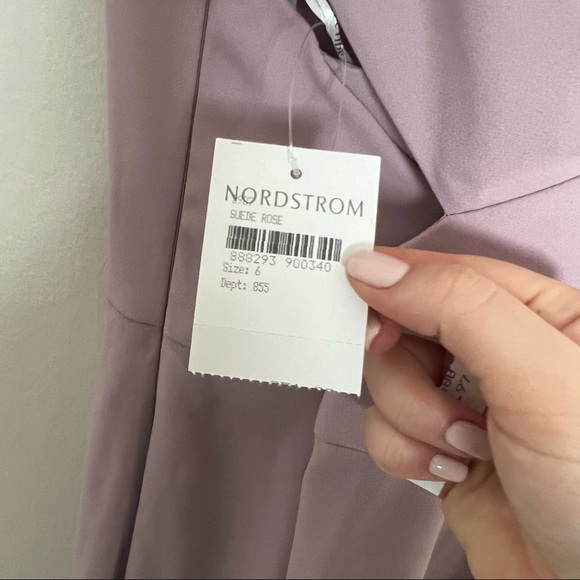 NORDSTROM
SUEDE ROSE
888293 900340
Size: 6
Dept: 855